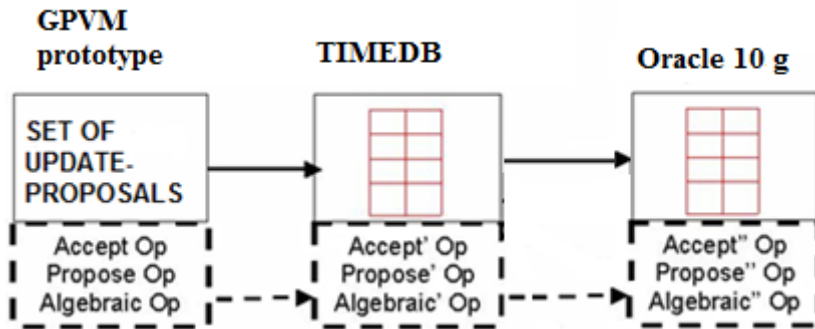 GPVM
prototype
TIMEDB
Oracle 10 g
SET OF
UPDATE-
PROPOSALS
Accept Op
Propose Op
Algebraic Op
Accept' Op
Propose' Op
Algebraic' Op
Accept" Op
Propose" Op
Algebraic" Op